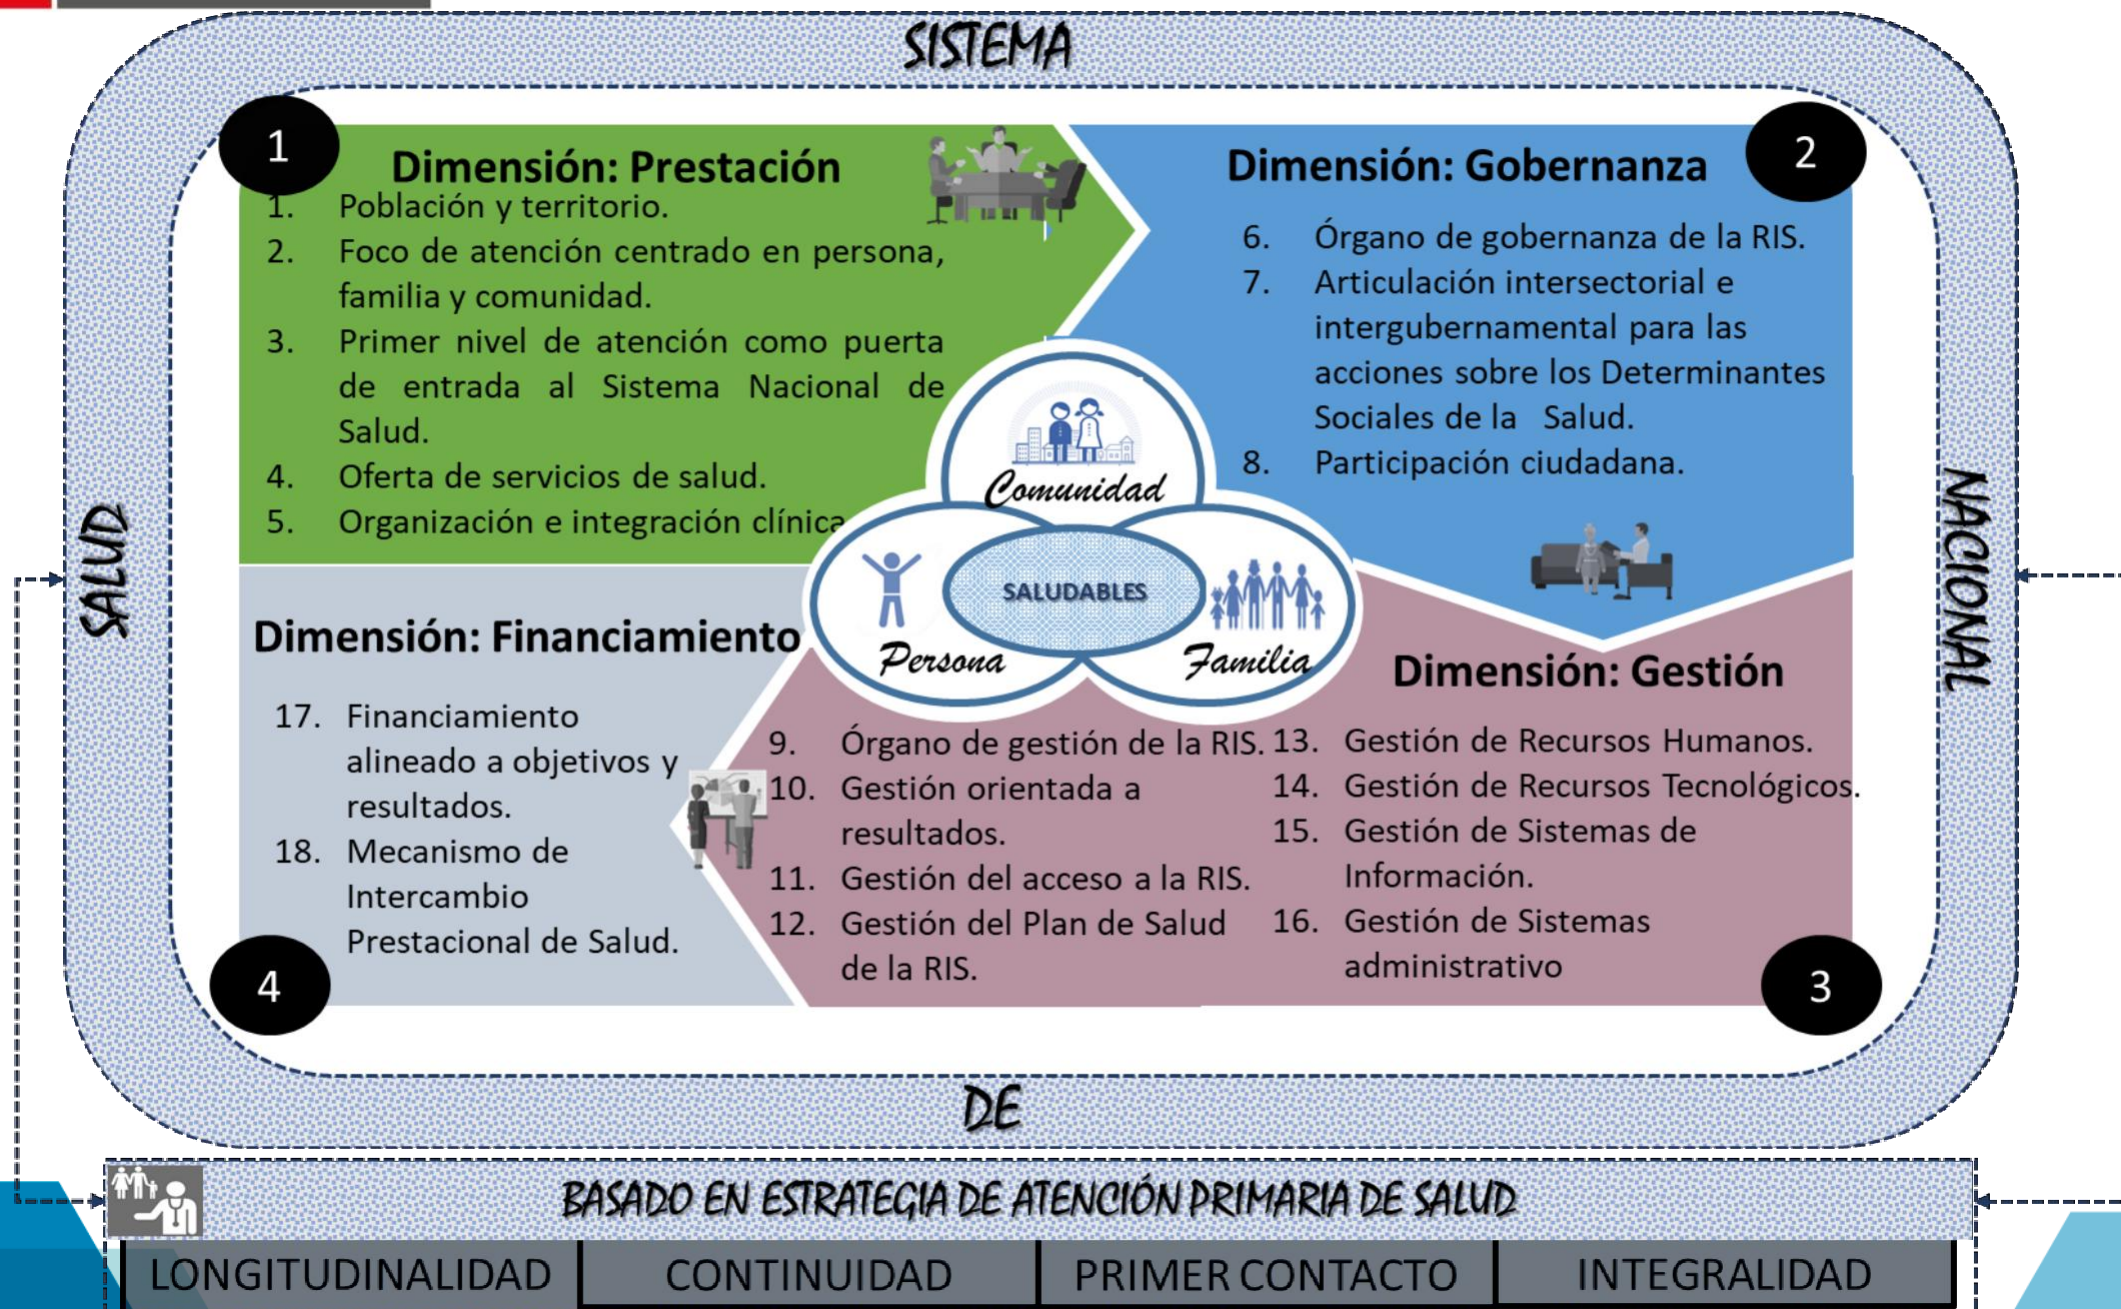 SISTEMA
1
Dimensión: Prestación
1. Población y territorio.
2. Foco de atención centrado en persona,
familia y comunidad.
3. Primer nivel de atención como puerta
de entrada al Sistema Nacional de
Salud.
4. Oferta de servicios de salud.
5. Organización e integración clínica
2
Dimensión: Gobernanza
6. Órgano de gobernanza de la RIS.
7. Articulación intersectorial e
intergubernamental para las
acciones sobre los Determinantes
Sociales de la Salud.
8. Participación ciudadana.
NACIONAL
Comunidad
SALUDABLES
Persona
Familia
Dimensión: Gestión
9. Órgano de gestión de la RIS.
10. Gestión orientada a
resultados.
11. Gestión del acceso a la RIS.
12. Gestión del Plan de Salud
de la RIS.
13. Gestión de Recursos Humanos.
14. Gestión de Recursos Tecnológicos.
15. Gestión de Sistemas de
Información.
16. Gestión de Sistemas
administrativo
3
Dimensión: Financiamiento
17. Financiamiento
alineado a objetivos y
resultados.
18. Mecanismo de
Intercambio
Prestacional de Salud.
4
DE
SALUD
BASADO EN ESTRATEGIA DE ATENCIÓN PRIMARIA DE SALUD
LONGITUDINALIDAD
CONTINUIDAD
PRIMER CONTACTO
INTEGRALIDAD